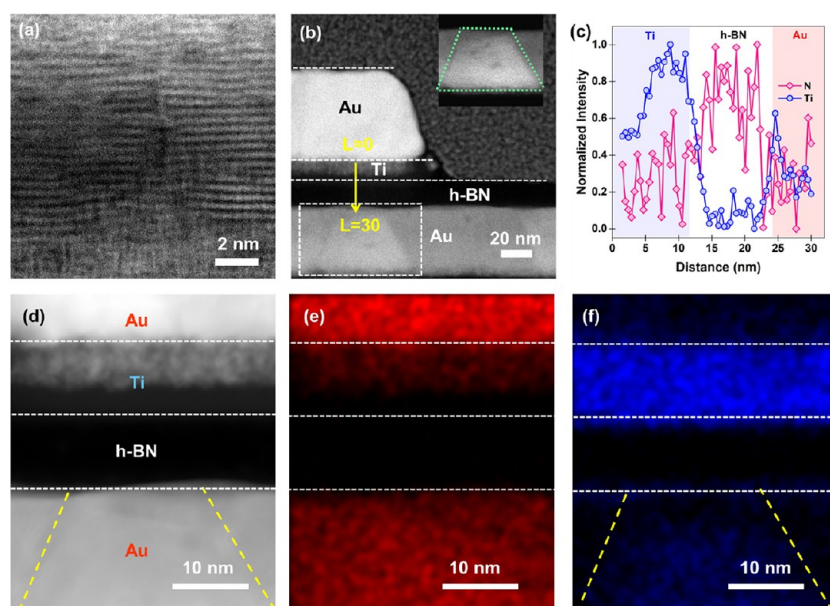 (a)
2 nm
(b)
Au
L=0
Ti
h-BN
L=30
Au
20 nm
(c)
Ti
h-BN
Au
N
Ti
Normalized Intensity
1.0
0.8
0.6
0.4
0.2
0.0
0
5
10
15
20
25
30
Distance (nm)
(d)
Au
Ti
h-BN
Au
10 nm
(e)
(f)
10 nm